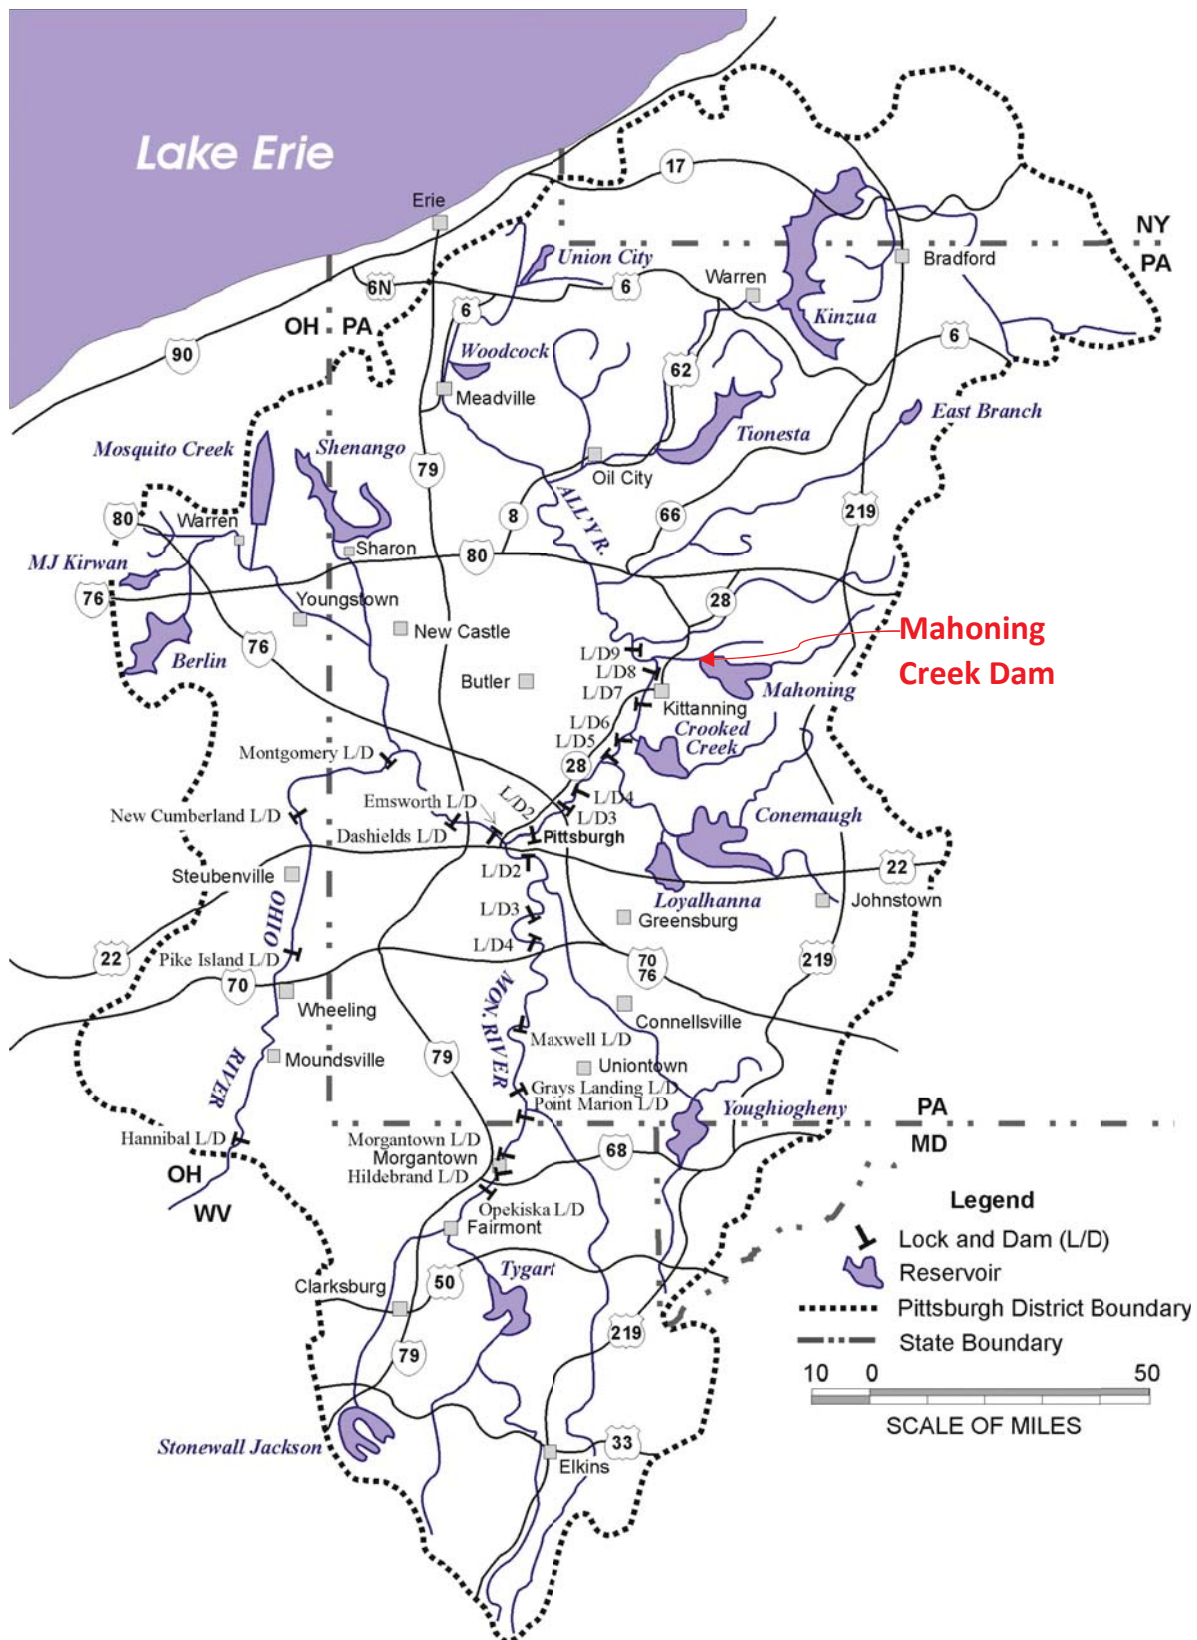 Lake Erie
17
Erie
NY
PA
Union City
Bradford
Warren
6N
6
6
Kinzua
OH
PA
6
90
Woodcock
62
Meadville
East Branch
Mosquito Creek
Shenango
Tionesta
79
Oil City
ALL'Y R.
80
Warren
8
66
219
Sharon
80
MJ Kirwan
76
Youngstown
28
New Castle
Mahoning
Creek Dam
76
L/D9
Berlin
L/D8
Butler
L/D7
Mahoning
Kittanning
L/D6
Crooked
Creek
L/D5
Montgomery L/D
28
L/D2
L/D4
Emsworth L/D
L/D3
Conemaugh
New Cumberland L/D
Dashields L/D
Pittsburgh
L/D2
22
Steubenville
Loyalhanna
Johnstown
L/D3
Greensburg
OHIO
L/D4
22
Pike Island L/D
70
76
219
70
MON. RIVER
Wheeling
Connellsville
Maxwell L/D
79
Moundsville
Uniontown
RIVER
Grays Landing L/D
Point Marion L/D
Youghiogheny
PA
MD
Hannibal L/D
Morgantown L/D
Morgantown
68
Hildebrand L/D
OH
WV
Opekiska L/D
Fairmont
Clarksburg
50
Tygart
219
79
Stonewall Jackson
33
Elkins
Legend
Lock and Dam (L/D)
Reservoir
Pittsburgh District Boundary
State Boundary
10 0 50
SCALE OF MILES